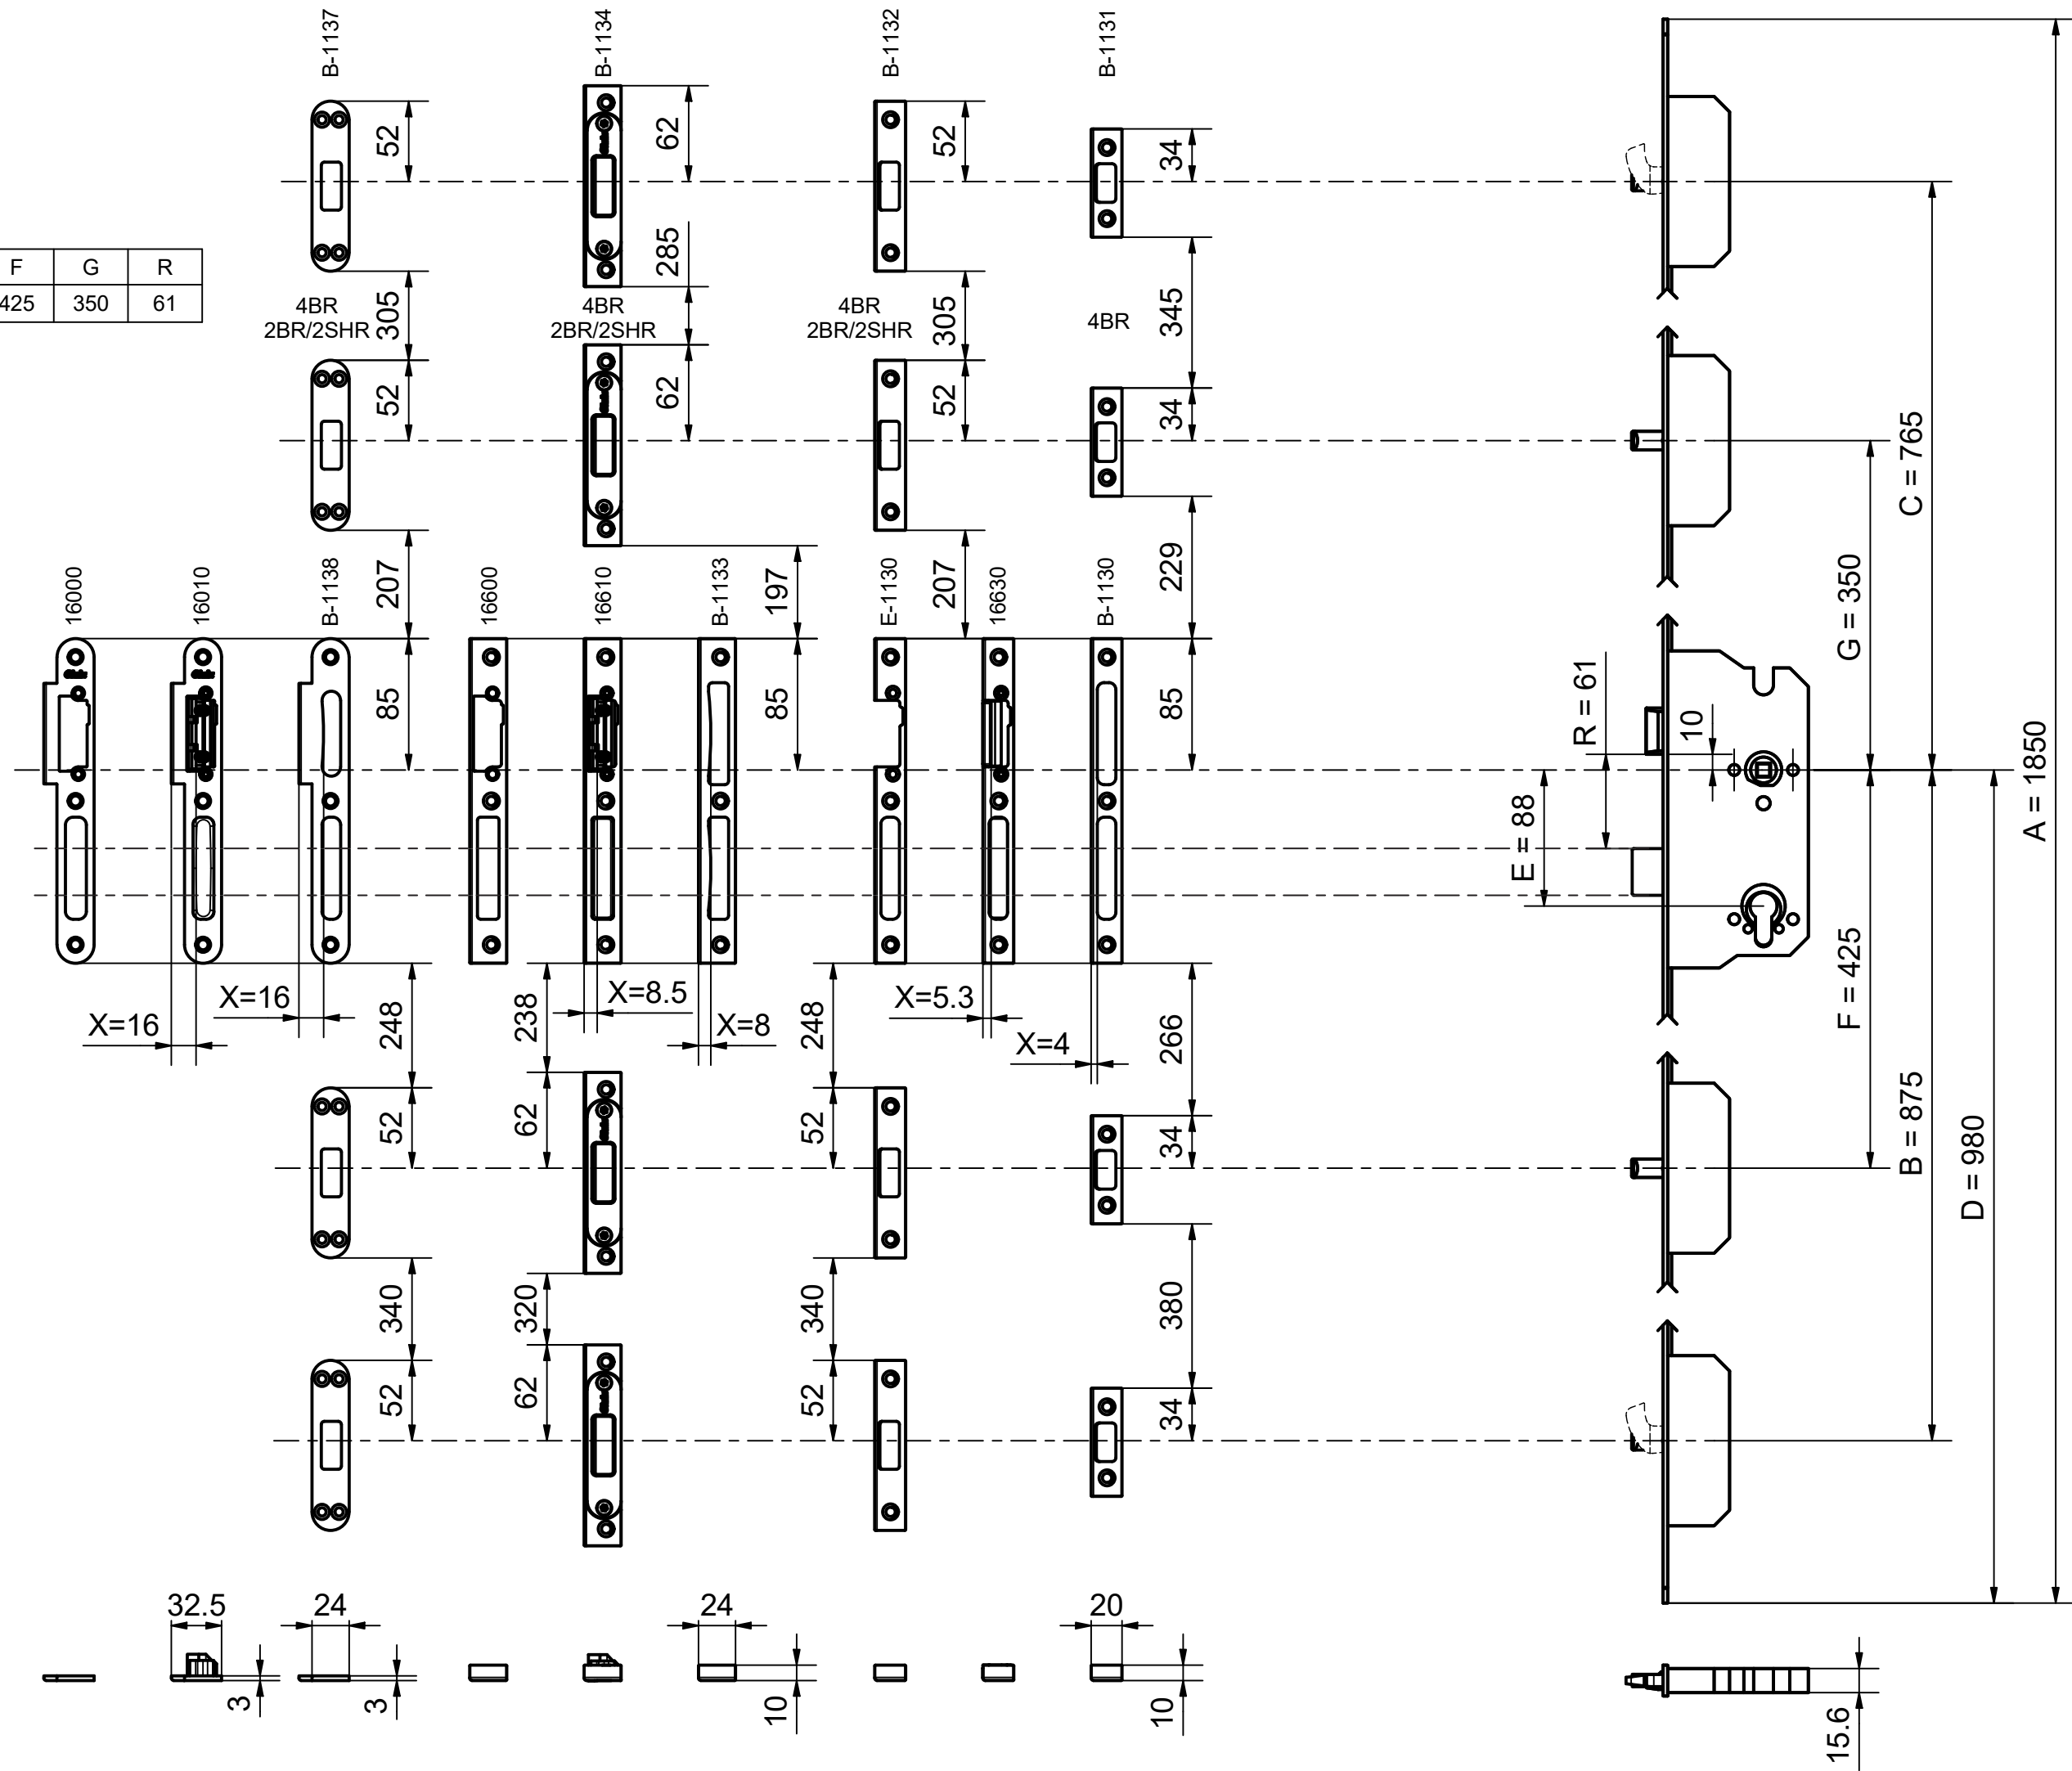 B-1137
B-1134
B-1132
B-1131
52
62
52
34
F G R
425 350 61
285
4BR
2BR/2SHR
305
4BR
2BR/2SHR
4BR
2BR/2SHR
305
4BR
345
52
62
52
34
C = 765
16000
16010
B-1138
207
16600
16610
B-1133
197
E-1130
207
16630
B-1130
229
G = 350
85
85
85
R = 61
10
A = 1850
E = 88
X=16
X=16
248
238
X=8.5
X=8
248
X=5.3
X=4
266
F = 425
52
62
52
34
B = 875
D = 980
340
320
340
380
52
62
52
34
32.5
24
24
20
3
3
10
10
15.6